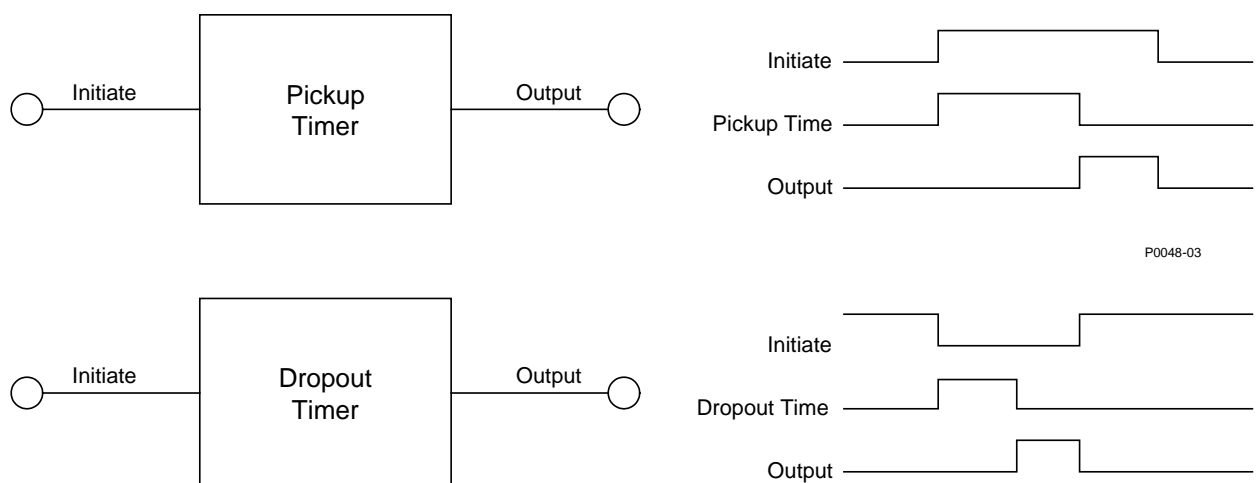 Initiate
Pickup
Timer
Output
Initiate
Pickup Time
Output
P0048-03
Initiate
Dropout
Timer
Output
Initiate
Dropout Time
Output